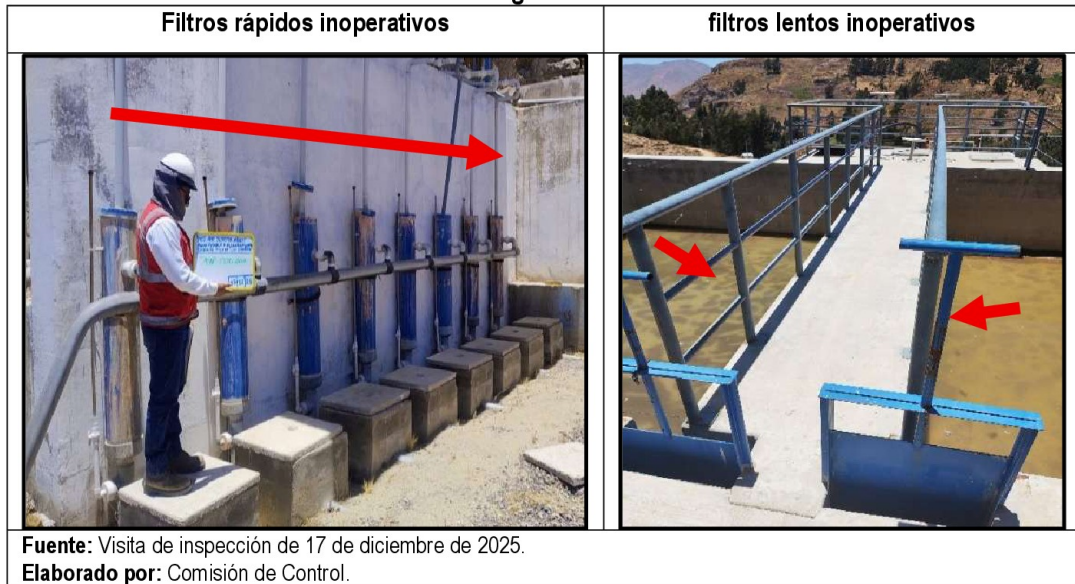 Filtros rápidos inoperativos
filtros lentos inoperativos
Fuente: Visita de inspección de 17 de diciembre de 2025.
Elaborado por: Comisión de Control.